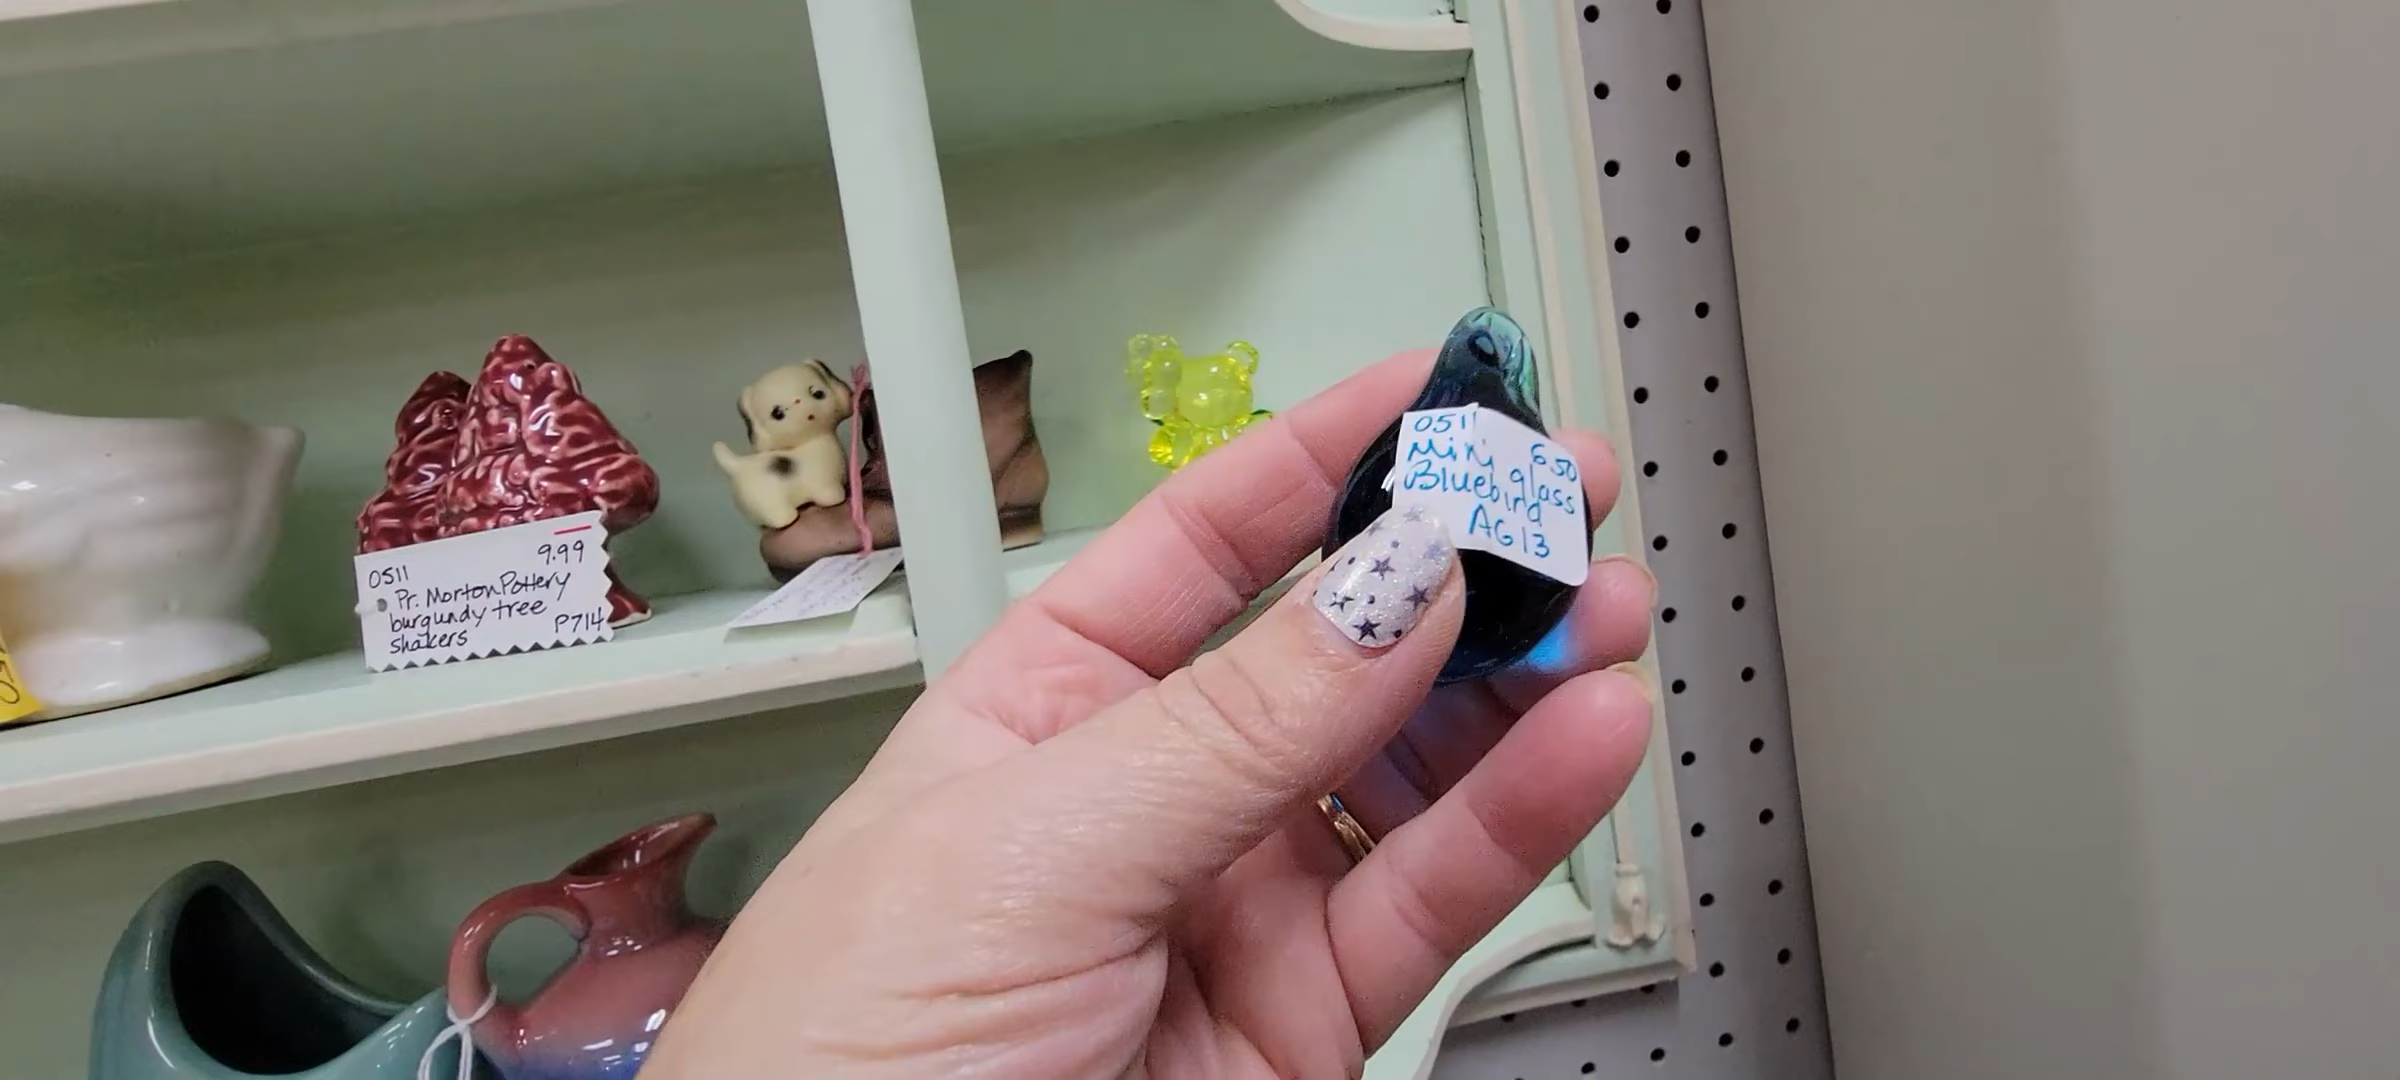 0511 9.99
Pr. Morton Pottery
burgundy tree
shakers P714
0511
Mini 6.50
glass
Bluebird
AG13